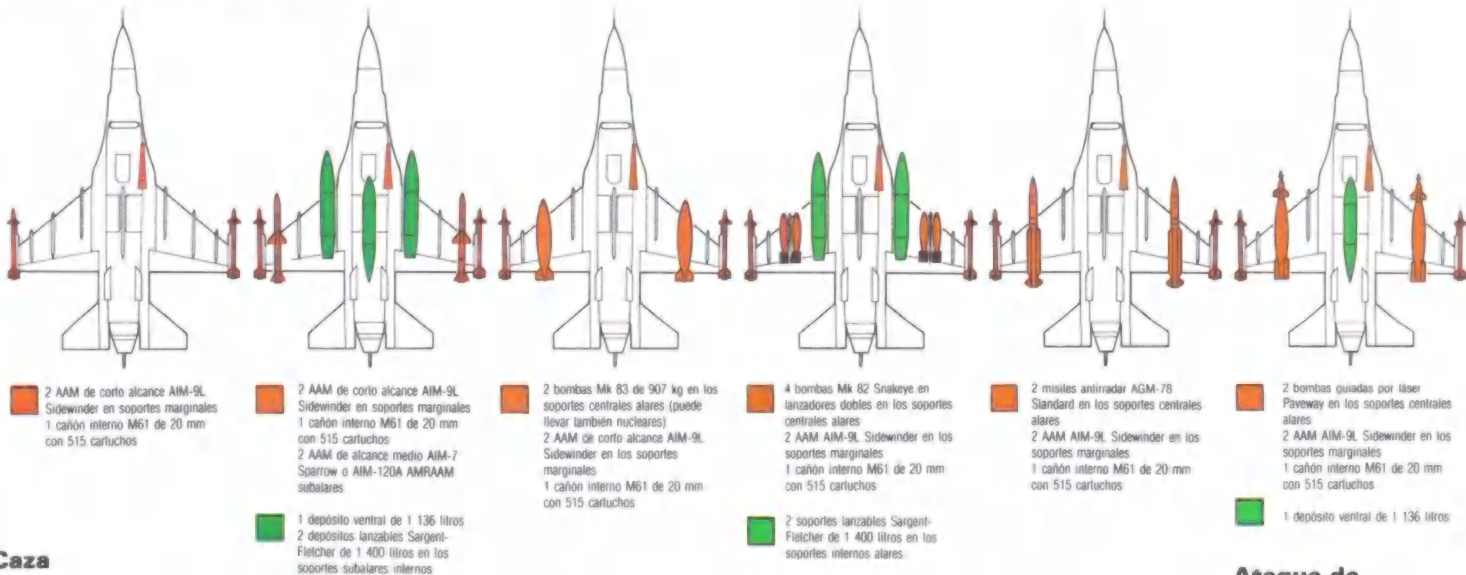 2 AAM de corto alcance AIM-9L
Sidewinder en soportes marginales
1 cañón interno M61 de 20 mm
con 515 cartuchos
2 AAM de corto alcance AIM-9L
Sidewinder en soportes marginales
1 cañón interno M61 de 20 mm
con 515 cartuchos
2 AAM de alcance medio AIM-7
Sparrow o AIM-120A AMRAAM
subalares
1 depósito ventral de 1 136 litros
2 depósitos lanzables Sargent-
Fletcher de 1 400 litros en los
soportes subalares internos
2 bombas Mk 83 de 907 kg en los
soportes centrales alares (puede
llevar también nucleares)
2 AAM de corto alcance AIM-9L
Sidewinder en los soportes
marginales
1 cañón interno M61 de 20 mm
con 515 cartuchos
4 bombas Mk 82 Snakeye en
lanzadores dobles en los soportes
centrales alares
2 AAM AIM-9L Sidewinder en los
soportes marginales
1 cañón interno M61 de 20 mm
con 515 cartuchos
2 soportes lanzables Sargent-
Fletcher de 1 400 litros en los
soportes internos alares
2 misiles antirradar AGM-78
Standard en los soportes centrales
alares
2 AAM AIM-9L Sidewinder en los
soportes marginales
1 cañón interno M61 de 20 mm
con 515 cartuchos
2 bombas guiadas por láser
Paveway en los soportes centrales
alares
2 AAM AIM-9L Sidewinder en los
soportes marginales
1 cañón interno M61 de 20 mm
con 515 cartuchos
1 depósito ventral de 1 136 litros
Caza
Ataque de